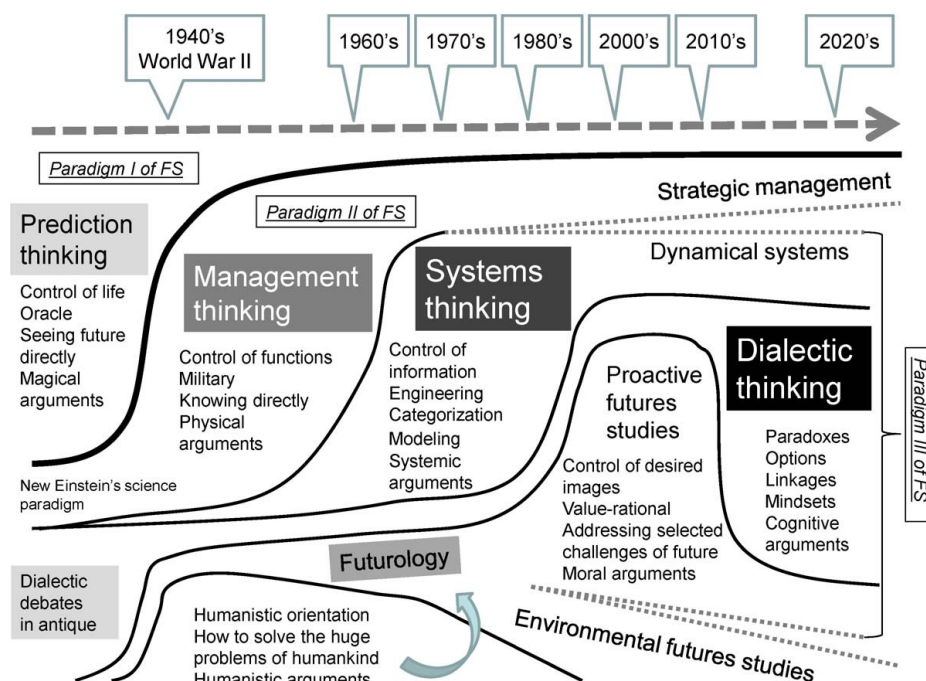 1940's
World War II
1960's
1970's
1980's
2000's
2010's
2020's
Paradigm I of FS
Paradigm II of FS
Strategic management
Prediction
thinking
Control of life
Oracle
Seeing future
directly
Magical
arguments
Management
thinking
Control of functions
Military
Knowing directly
Physical
arguments
Systems
thinking
Control of
information
Engineering
Categorization
Modeling
Systemic
arguments
Dynamical systems
Proactive
futures
studies
Control of desired
images
Value-rational
Addressing selected
challenges of future
Moral arguments
Dialectic
thinking
Paradoxes
Options
Linkages
Mindsets
Cognitive
arguments
Paradigm III of FS
New Einstein's science
paradigm
Dialectic
debates
in antique
Futurology
Humanistic orientation
How to solve the huge
problems of humankind
Humanistic arguments
Environmental futures studies